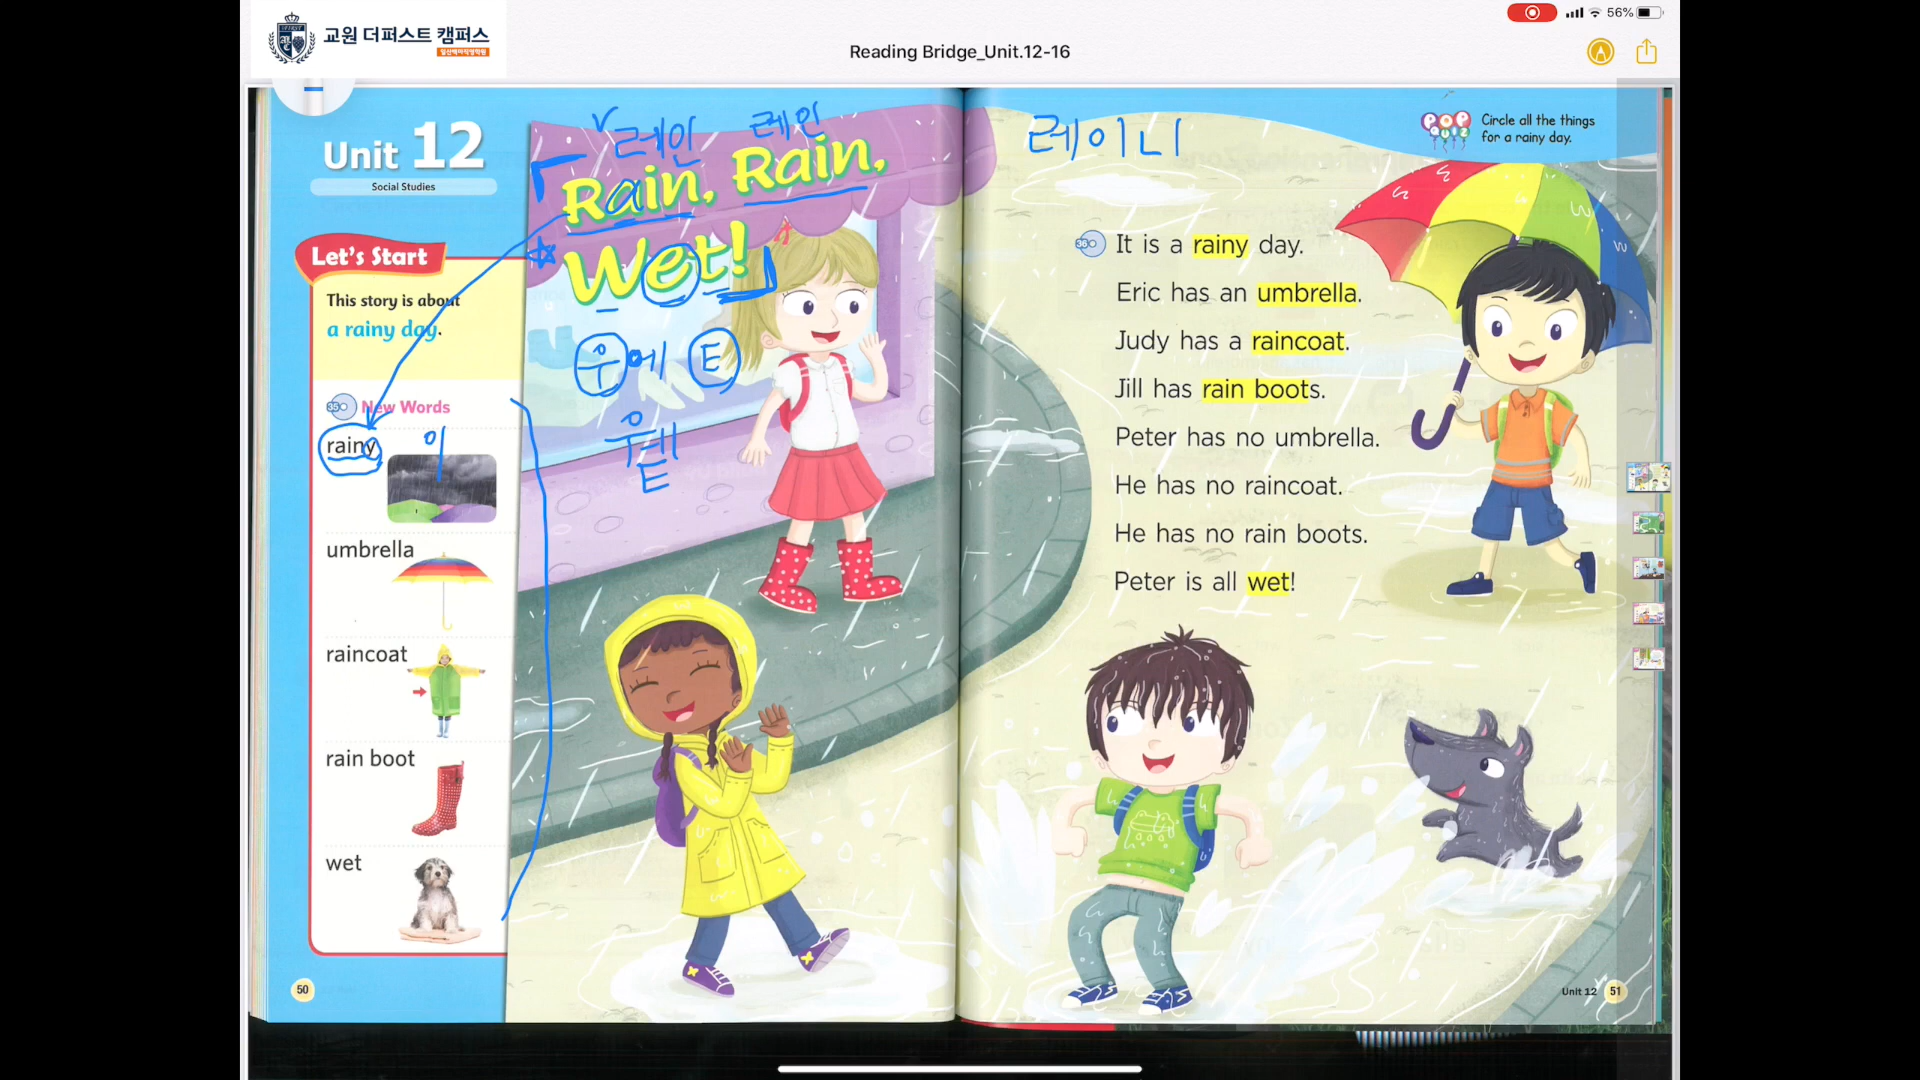 56%
교원 더퍼스트 캠퍼스
Reading Bridge_Unit.12-16
Unit 12
Social Studies
Let's Start
This story is about
a rainy day.
35
New Words
rainy
이
umbrella
raincoat
rain boot
wet
50
레인 레인
Rain, Rain,
Wet!
우 에 E
웨
E
레이니
POP QUIZ
Circle all the things
for a rainy day.
36
It is a rainy day.
Eric has an umbrella.
Judy has a raincoat.
Jill has rain boots.
Peter has no umbrella.
He has no raincoat.
He has no rain boots.
Peter is all wet!
Unit 12 51